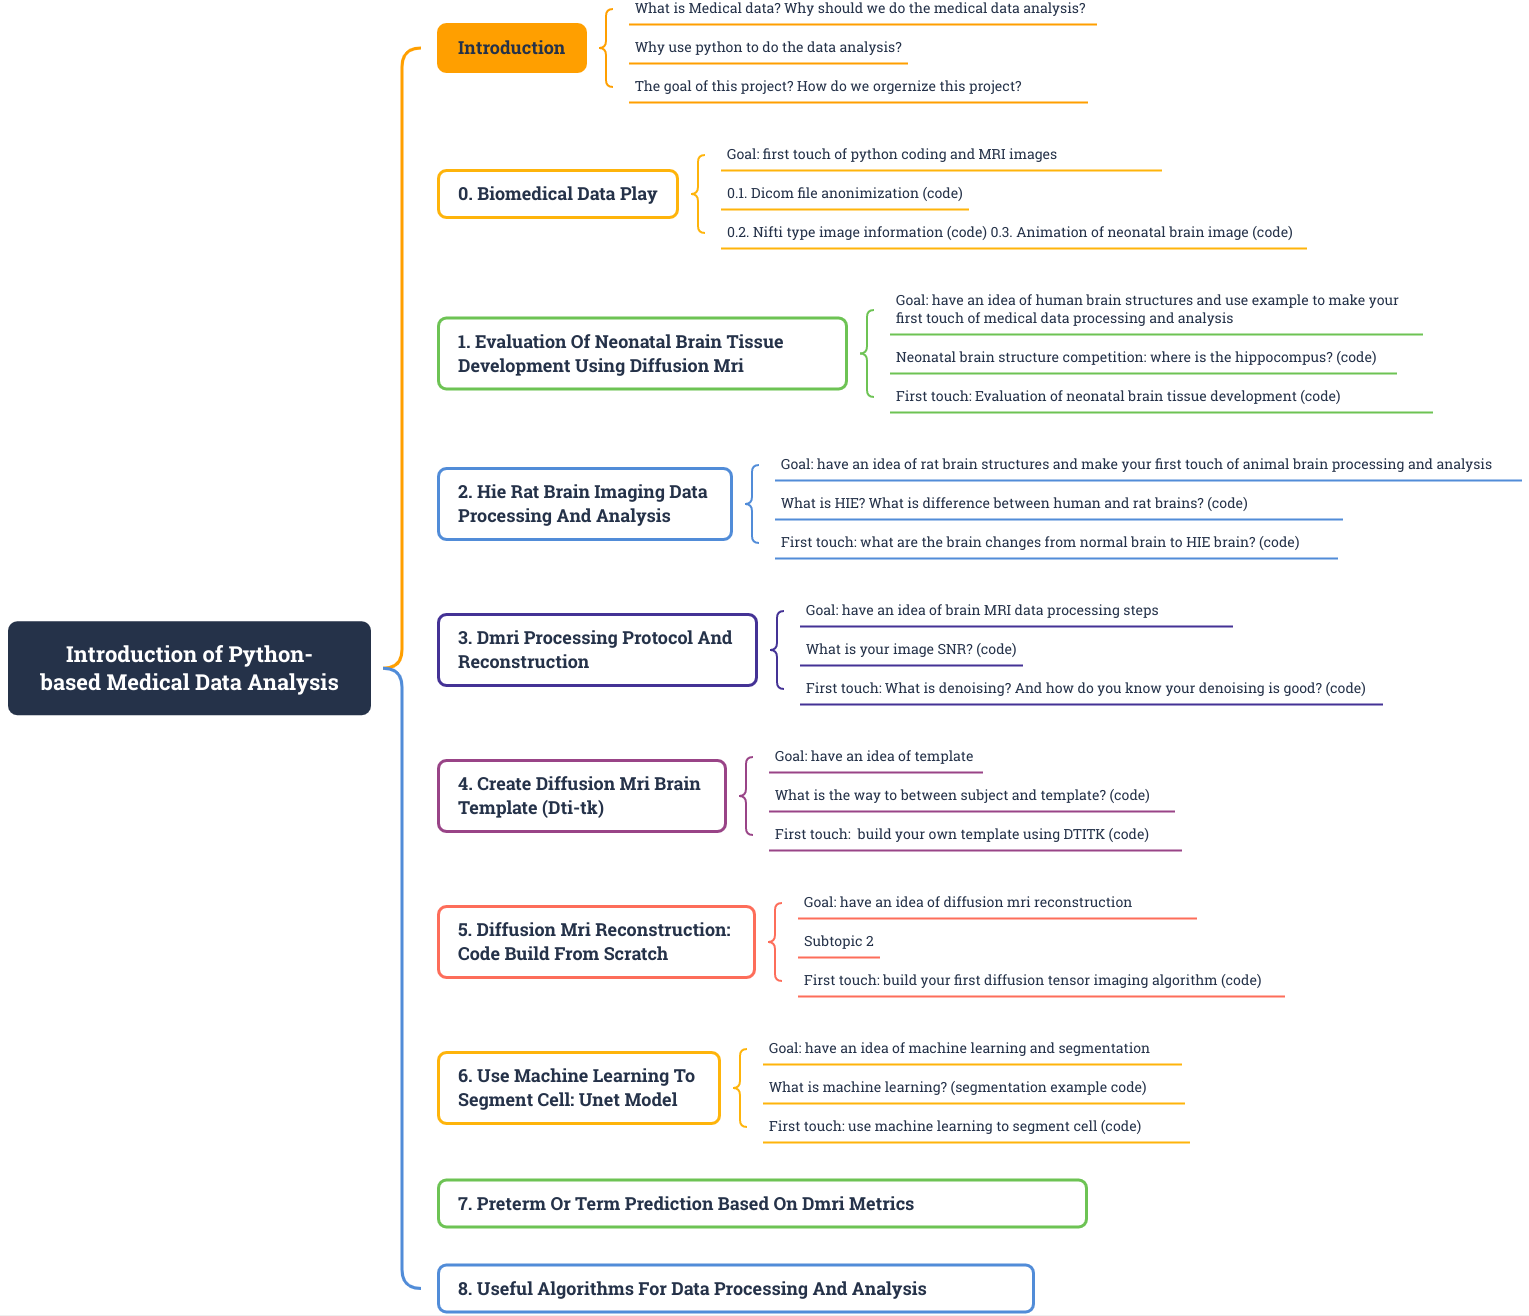 What is Medical data? Why should we do the medical data analysis?
Introduction
Why use python to do the data analysis?
The goal of this project? How do we orgernize this project?
Goal: first touch of python coding and MRI images
0. Biomedical Data Play
0.1. Dicom file anonimization (code)
0.2. Nifti type image information (code) 0.3. Animation of neonatal brain image (code)
Goal: have an idea of human brain structures and use example to make your
first touch of medical data processing and analysis
1. Evaluation Of Neonatal Brain Tissue
Development Using Diffusion Mri
Neonatal brain structure competition: where is the hippocompus? (code)
First touch: Evaluation of neonatal brain tissue development (code)
Goal: have an idea of rat brain structures and make your first touch of animal brain processing and analysis
2. Hie Rat Brain Imaging Data
Processing And Analysis
What is HIE? What is difference between human and rat brains? (code)
First touch: what are the brain changes from normal brain to HIE brain? (code)
Goal: have an idea of brain MRI data processing steps
3. Dmri Processing Protocol And
Reconstruction
What is your image SNR? (code)
First touch: What is denoising? And how do you know your denoising is good? (code)
Introduction of Python-
based Medical Data Analysis
Goal: have an idea of template
4. Create Diffusion Mri Brain
Template (Dti-tk)
What is the way to between subject and template? (code)
First touch:  build your own template using DTITK (code)
Goal: have an idea of diffusion mri reconstruction
5. Diffusion Mri Reconstruction:
Code Build From Scratch
Subtopic 2
First touch: build your first diffusion tensor imaging algorithm (code)
Goal: have an idea of machine learning and segmentation
6. Use Machine Learning To
Segment Cell: Unet Model
What is machine learning? (segmentation example code)
First touch: use machine learning to segment cell (code)
7. Preterm Or Term Prediction Based On Dmri Metrics
8. Useful Algorithms For Data Processing And Analysis